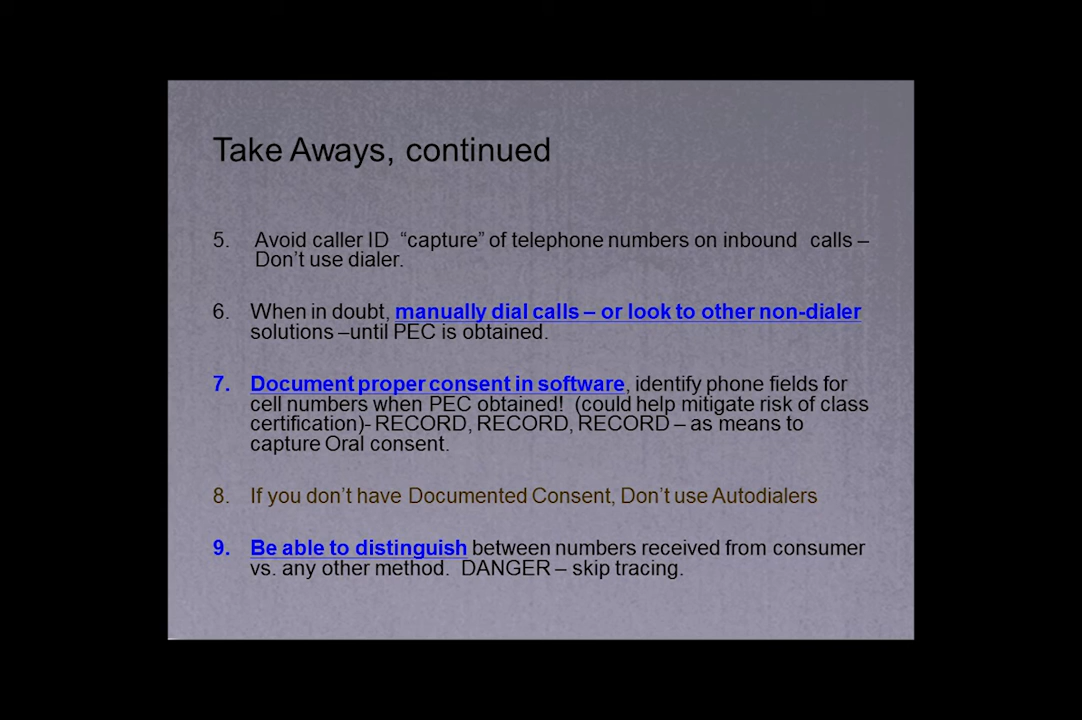 Take Aways, continued
5. Avoid caller ID “capture” of telephone numbers on inbound calls –
Don’t use dialer.
6. When in doubt, manually dial calls – or look to other non-dialer
solutions –until PEC is obtained.
7. Document proper consent in software, identify phone fields for
cell numbers when PEC obtained! (could help mitigate risk of class
certification)- RECORD, RECORD, RECORD – as means to
capture Oral consent.
8. If you don’t have Documented Consent, Don’t use Autodialers
9. Be able to distinguish between numbers received from consumer
vs. any other method. DANGER – skip tracing.